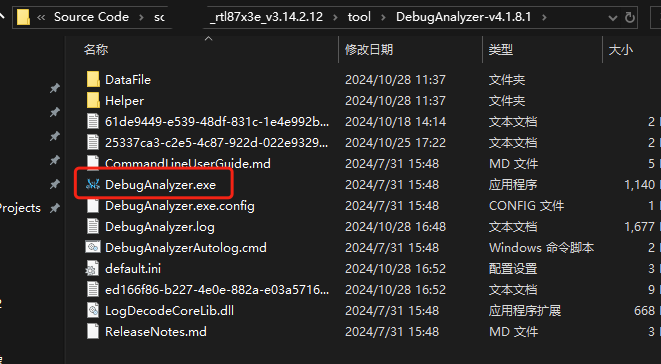 Source Code
sc
_rtl87x3e_v3.14.2.12
tool
DebugAnalyzer-v4.1.8.1
名称 修改日期 类型 大小
DataFile 2024/10/28 11:37 文件夹
Helper 2024/10/28 11:37 文件夹
61de9449-e539-48df-831c-1e4e992b... 2024/10/18 14:14 文本文档 2
25337ca3-c2e5-4c87-922d-022e9329... 2024/10/25 17:22 文本文档 2
CommandLineUserGuide.md 2024/7/31 15:48 MD 文件 5
DebugAnalyzer.exe 2024/7/31 15:48 应用程序 1,140
Projects
DebugAnalyzer.exe.config 2024/7/31 15:48 CONFIG 文件 1
DebugAnalyzer.log 2024/10/28 16:48 文本文档 1,677
DebugAnalyzerAutolog.cmd 2024/7/31 15:48 Windows 命令脚本 2
default.ini 2024/10/28 16:52 配置设置 3
ed166f86-b227-4e0e-882a-e03a5716... 2024/10/28 16:52 文本文档 9
LogDecodeCoreLib.dll 2024/7/31 15:48 应用程序扩展 668
ReleaseNotes.md 2024/7/31 15:48 MD 文件 3